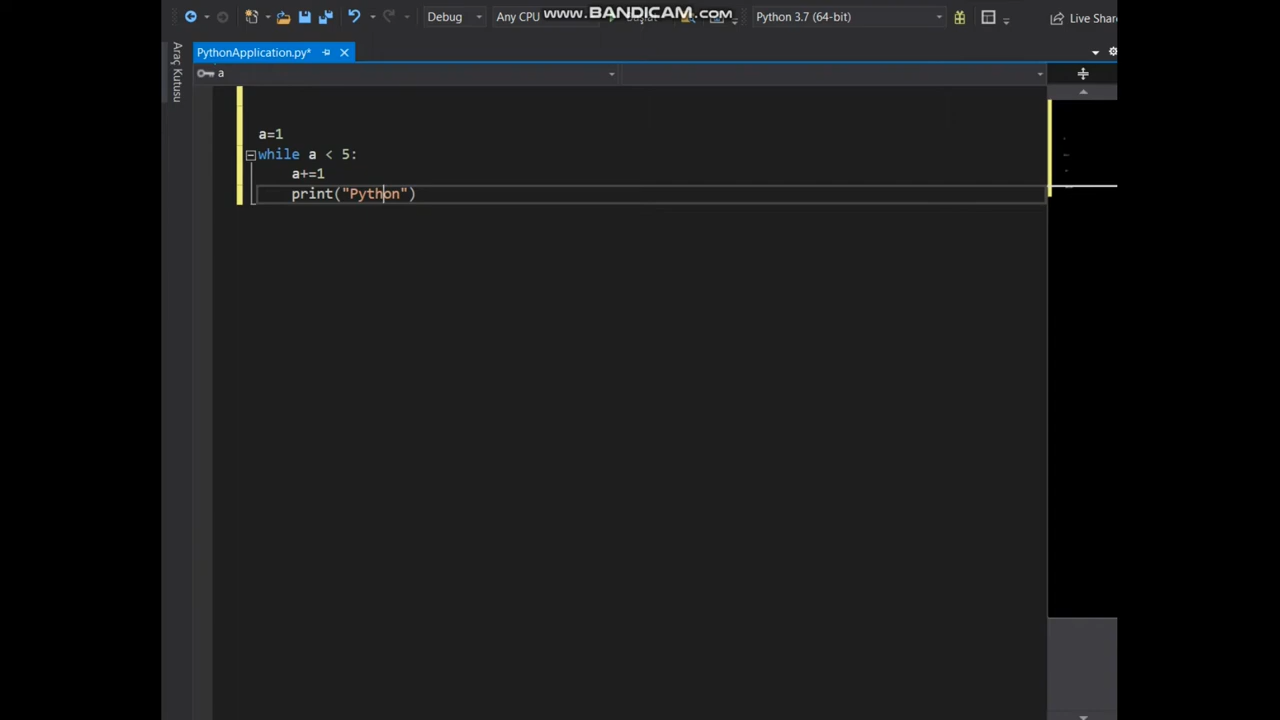 www.BANDICAM.com
Debug
Any CPU
Python 3.7 (64-bit)
Live Share
Araç Kutusu
PythonApplication.py*
a
a=1
while a < 5:
a+=1
print("Python")